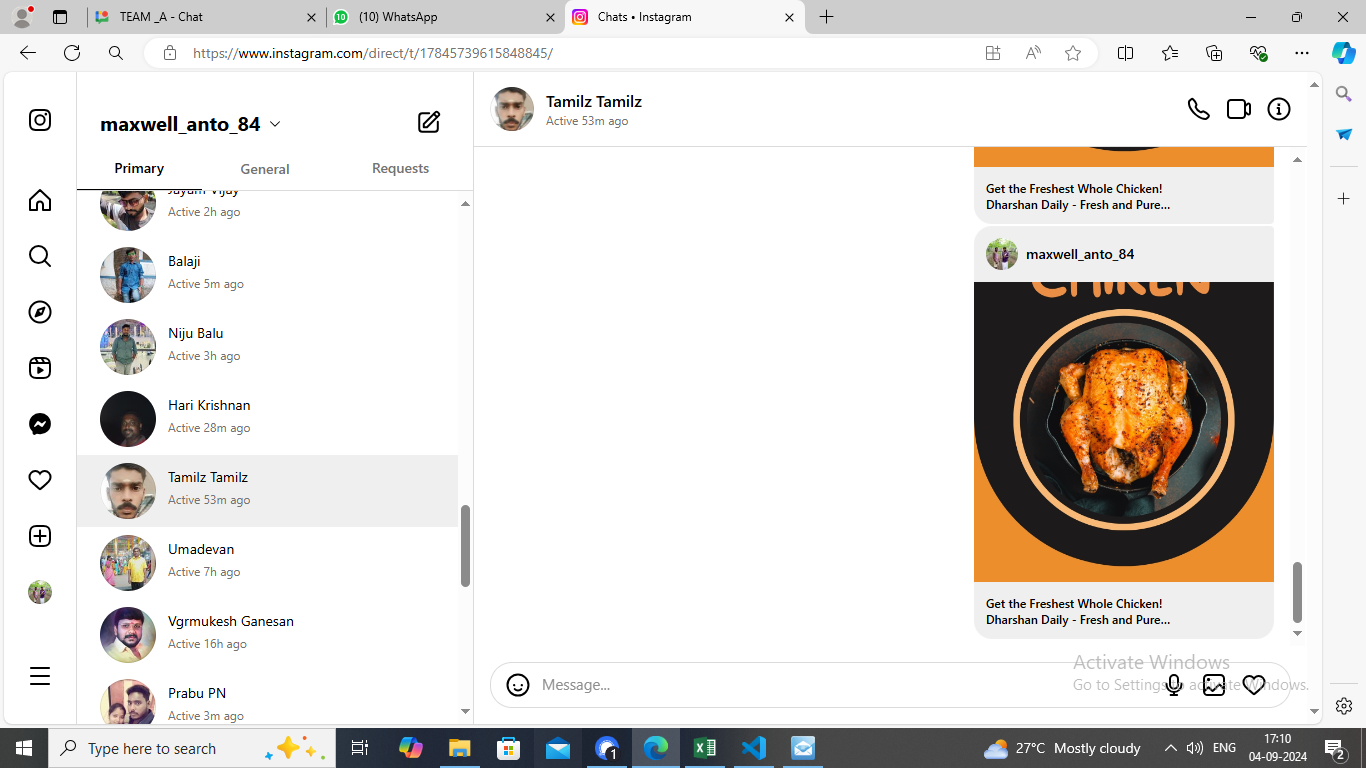 TEAM _A - Chat
(10) WhatsApp
Chats • Instagram
https://www.instagram.com/direct/t/17845739615848845/
maxwell_anto_84
Primary
General
Requests
Jayam Vijay
Active 2h ago
Balaji
Active 5m ago
Niju Balu
Active 3h ago
Hari Krishnan
Active 28m ago
Tamilz Tamilz
Active 53m ago
Umadevan
Active 7h ago
Vgrmukesh Ganesan
Active 16h ago
Prabu PN
Active 3m ago
Tamilz Tamilz
Active 53m ago
Get the Freshest Whole Chicken!
Dharshan Daily - Fresh and Pure...
maxwell_anto_84
Get the Freshest Whole Chicken!
Dharshan Daily - Fresh and Pure...
Message...
Activate Windows
Go to Settings to activate Windows.
Type here to search
27°C Mostly cloudy
ENG
17:10
04-09-2024
2